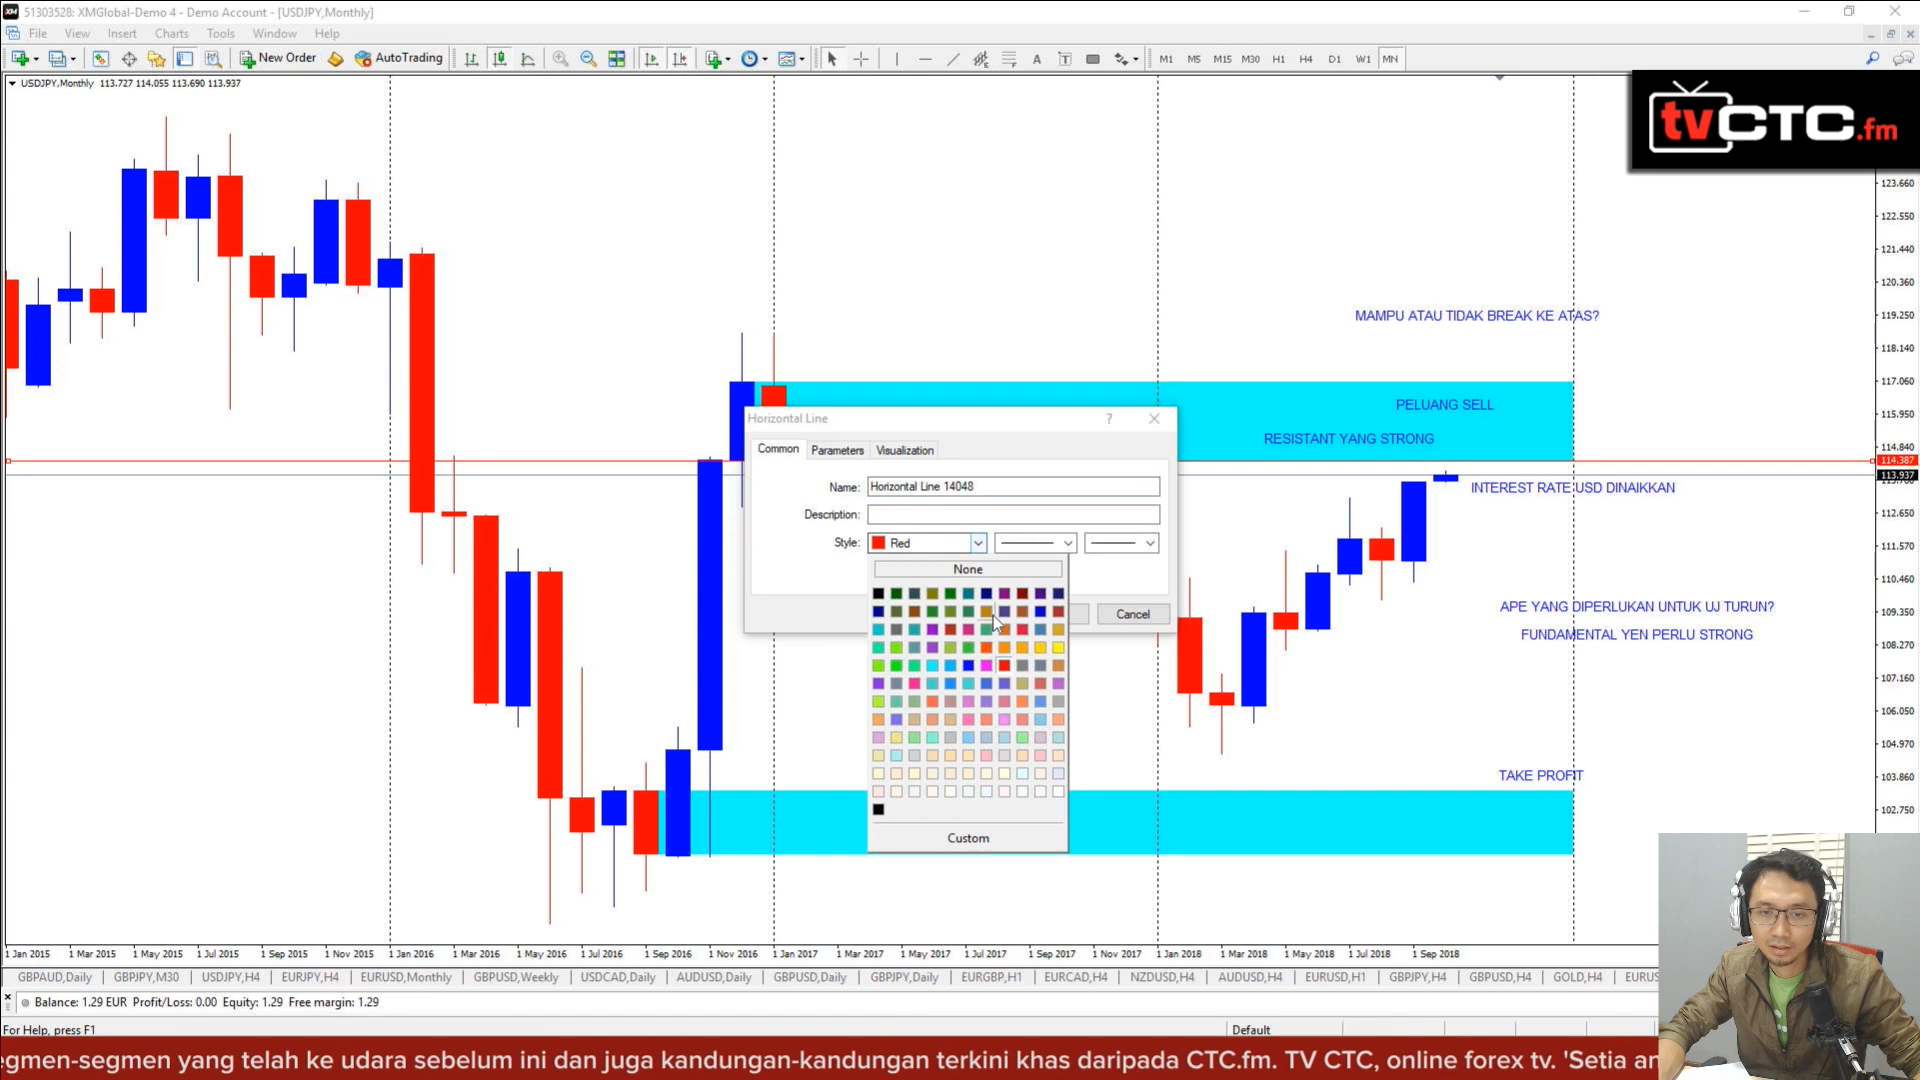 51303528: XMGlobal-Demo 4 - Demo Account - [USDJPY,Monthly]
File View Insert Charts Tools Window Help
New Order AutoTrading M1 M5 M15 M30 H1 H4 D1 W1 MN
USDJPY,Monthly 113.727 114.055 113.690 113.937
tvCTC.fm
123.660
122.550
121.440
120.360
MAMPU ATAU TIDAK BREAK KE ATAS?
119.250
118.140
117.060
PELUANG SELL
115.950
RESISTANT YANG STRONG
114.840
114.387
113.937
INTEREST RATE USD DINAIKKAN
112.650
111.570
110.460
APE YANG DIPERLUKAN UNTUK UJ TURUN?
109.350
FUNDAMENTAL YEN PERLU STRONG
108.270
107.160
106.050
104.970
TAKE PROFIT
103.860
102.750
Horizontal Line
Common Parameters Visualization
Name: Horizontal Line 14048
Description:
Style: Red
None
Cancel
Custom
1 Jan 2015 1 Mar 2015 1 May 2015 1 Jul 2015 1 Sep 2015 1 Nov 2015 1 Jan 2016 1 Mar 2016 1 May 2016 1 Jul 2016 1 Sep 2016 1 Nov 2016 1 Jan 2017 1 Mar 2017 1 May 2017 1 Jul 2017 1 Sep 2017 1 Nov 2017 1 Jan 2018 1 Mar 2018 1 May 2018 1 Jul 2018 1 Sep 2018
GBPAUD,Daily GBPJPY,M30 USDJPY,H4 EURJPY,H4 EURUSD,Monthly GBPUSD,Weekly USDCAD,Daily AUDUSD,Daily GBPUSD,Daily GBPJPY,Daily EURGBP,H1 EURCAD,H4 NZDUSD,H4 AUDUSD,H4 EURUSD,H1 GBPJPY,H4 GBPUSD,H4 GOLD,H4 EURUS
Balance: 1.29 EUR Profit/Loss: 0.00 Equity: 1.29 Free margin: 1.29
For Help, press F1 Default
egmen-segmen yang telah ke udara sebelum ini dan juga kandungan-kandungan terkini khas daripada CTC.fm. TV CTC, online forex tv. 'Setia an